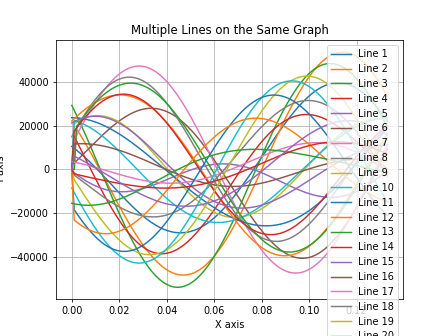 Multiple Lines on the Same Graph
40000
20000
0
−20000
−40000
0.00 0.02 0.04 0.06 0.08 0.10
X axis
axis
Line 1
Line 2
Line 3
Line 4
Line 5
Line 6
Line 7
Line 8
Line 9
Line 10
Line 11
Line 12
Line 13
Line 14
Line 15
Line 16
Line 17
Line 18
Line 19
Line 20